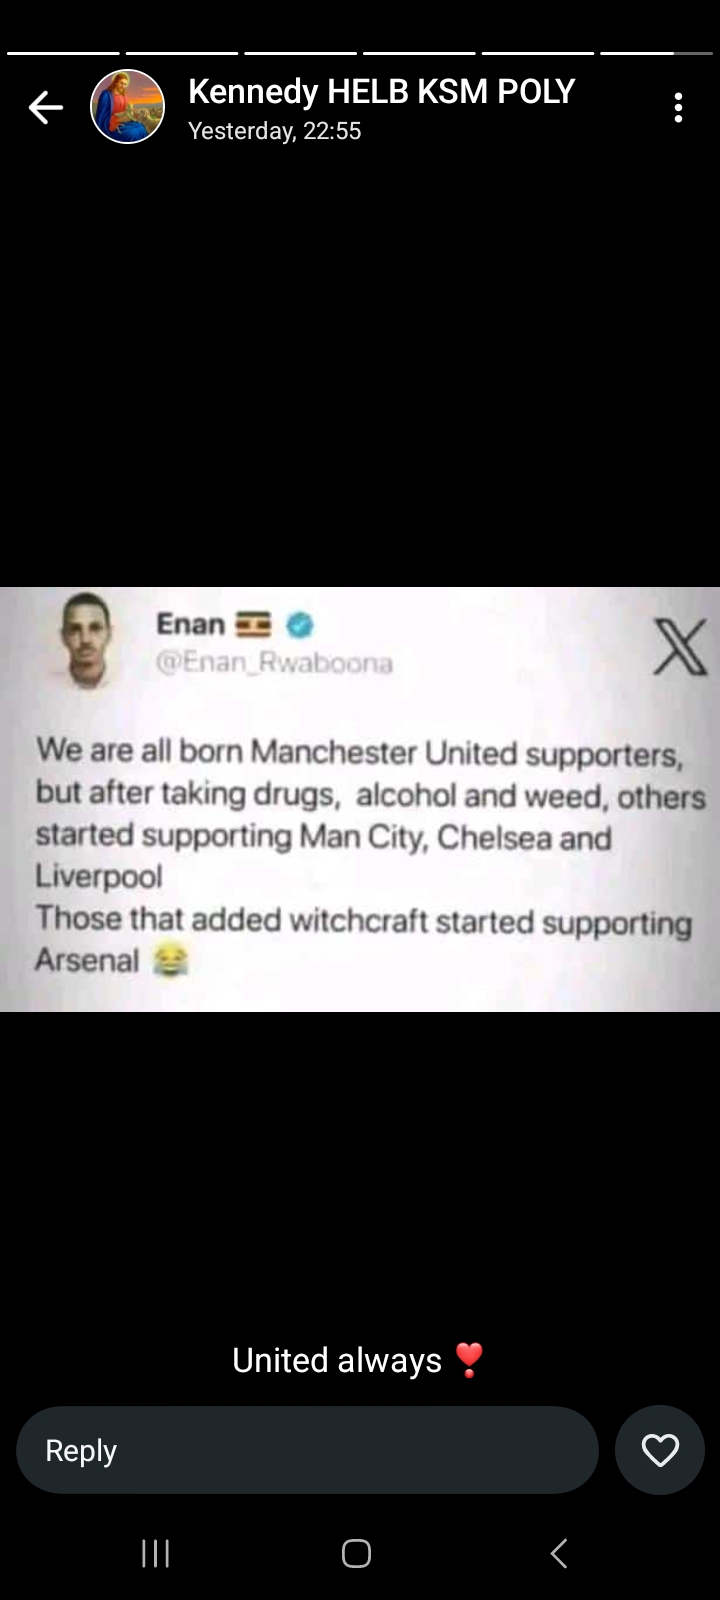 Kennedy HELB KSM POLY
Yesterday, 22:55
Enan 🇺🇬
@Enan_Rwaboona
X
We are all born Manchester United supporters,
but after taking drugs,  alcohol and weed, others
started supporting Man City, Chelsea and
Liverpool
Those that added witchcraft started supporting
Arsenal 😂
United always ❣️
Reply